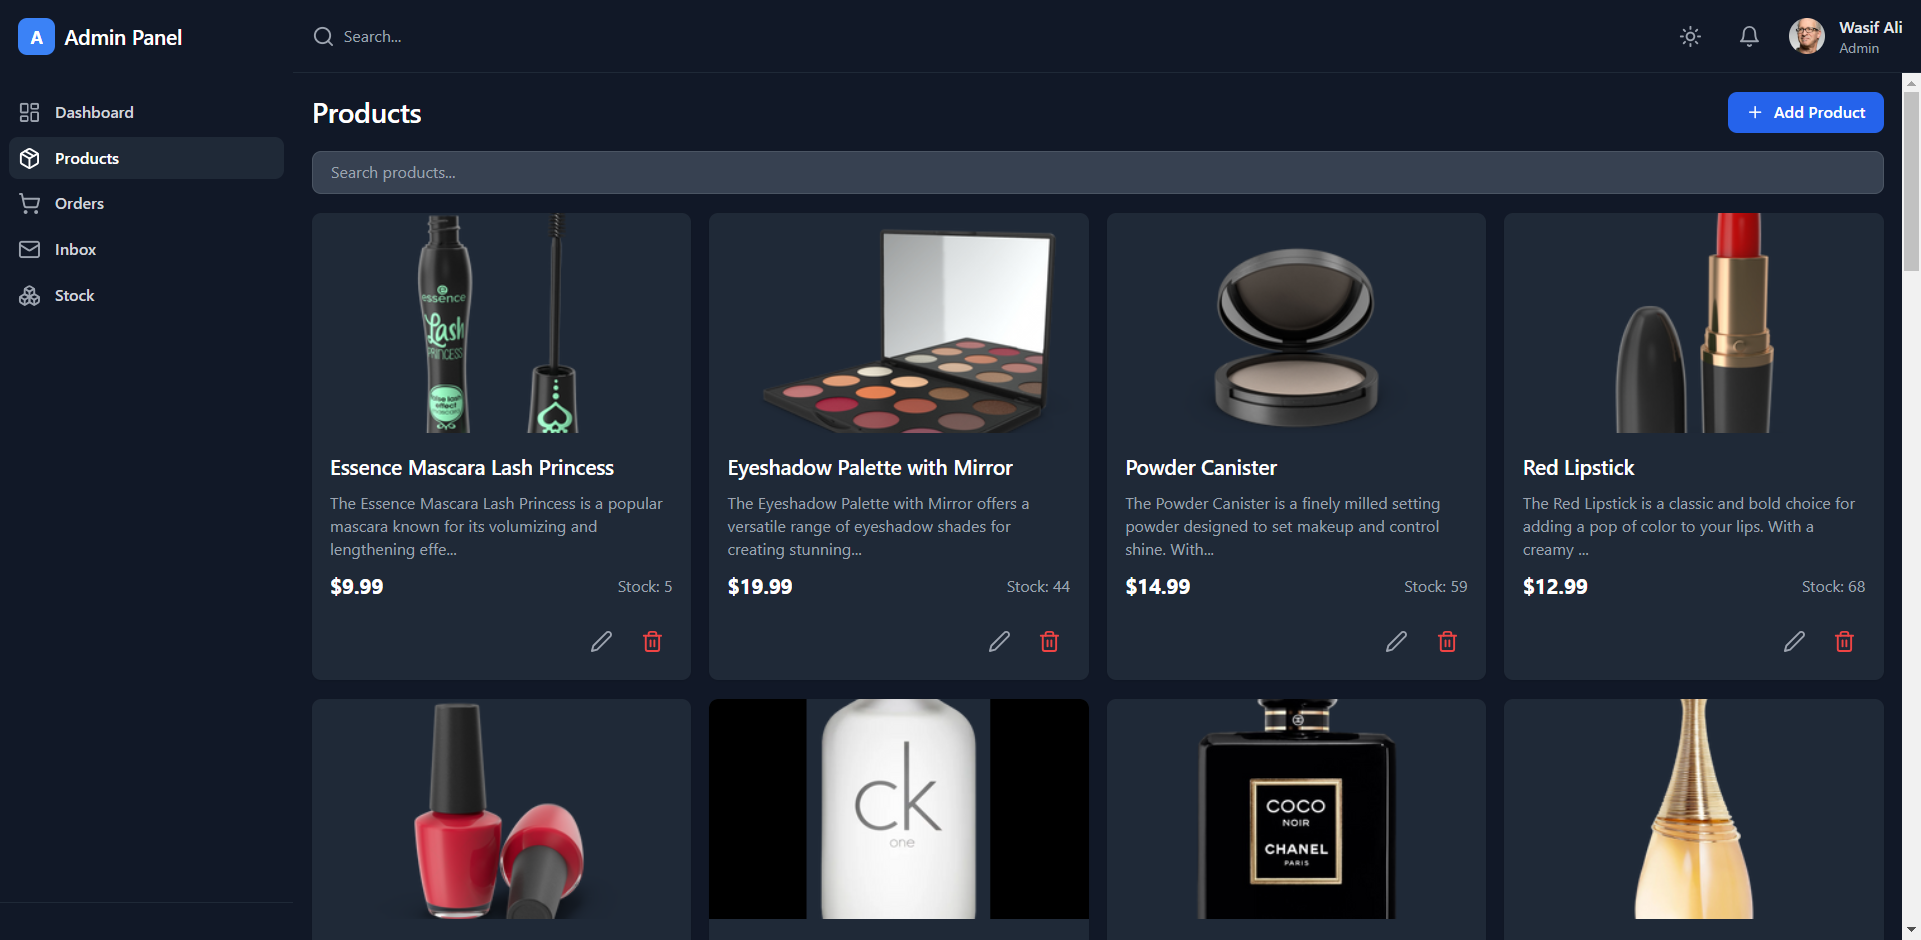 A Admin Panel
Search...
Wasif Ali
Admin
Dashboard
Products
Orders
Inbox
Stock
Products
+ Add Product
Search products...
essence
Lash
PRINCESS
false lash
effect
mascara
Essence Mascara Lash Princess
The Essence Mascara Lash Princess is a popular
mascara known for its volumizing and
lengthening effe...
$9.99
Stock: 5
Eyeshadow Palette with Mirror
The Eyeshadow Palette with Mirror offers a
versatile range of eyeshadow shades for
creating stunning...
$19.99
Stock: 44
Powder Canister
The Powder Canister is a finely milled setting
powder designed to set makeup and control
shine. With...
$14.99
Stock: 59
Red Lipstick
The Red Lipstick is a classic and bold choice for
adding a pop of color to your lips. With a
creamy ...
$12.99
Stock: 68
ck
one
COCO
NOIR
CHANEL
PARIS